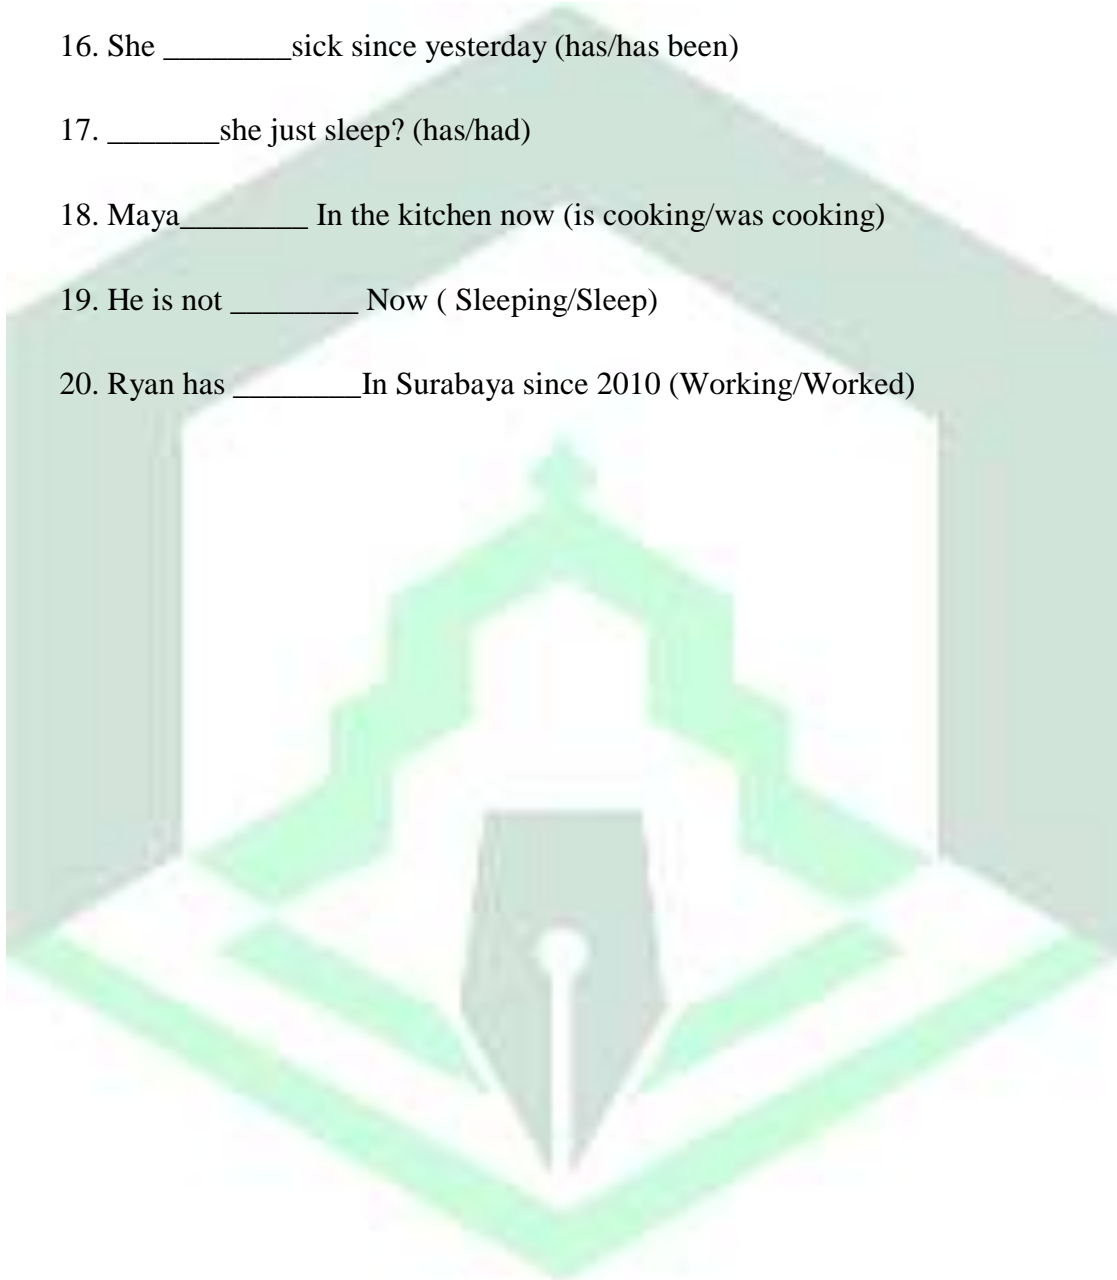 16. She ________sick since yesterday (has/has been)
17. _______she just sleep? (has/had)
18. Maya________ In the kitchen now (is cooking/was cooking)
19. He is not ________ Now ( Sleeping/Sleep)
20. Ryan has ________In Surabaya since 2010 (Working/Worked)